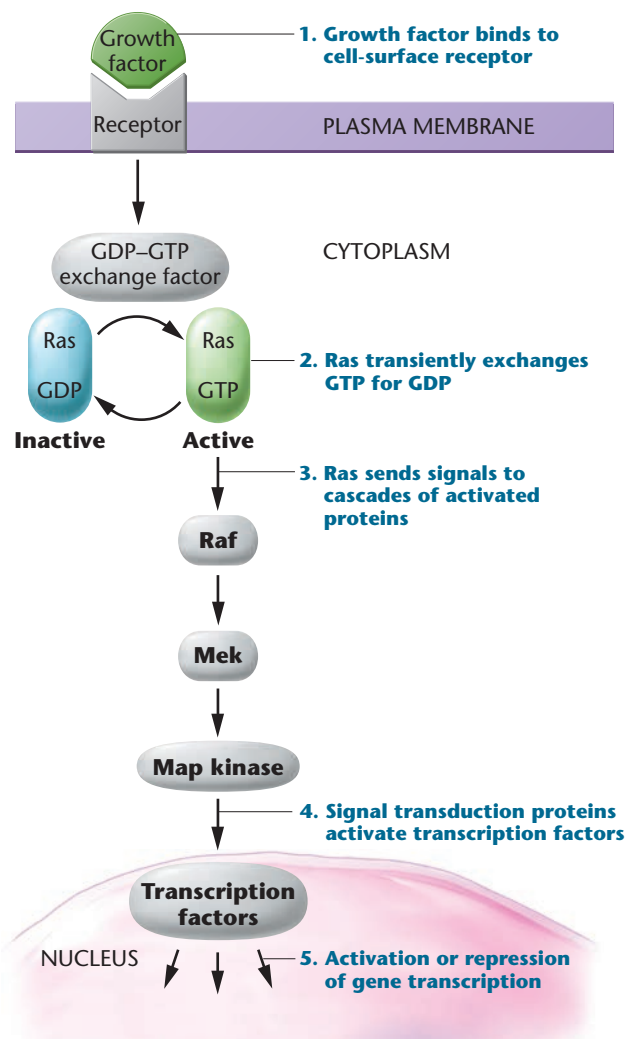 Growth
factor
1. Growth factor binds to
cell-surface receptor
Receptor
PLASMA MEMBRANE
GDP–GTP
exchange factor
CYTOPLASM
Ras
GDP
Ras
GTP
2. Ras transiently exchanges
GTP for GDP
Inactive
Active
3. Ras sends signals to
cascades of activated
proteins
Raf
Mek
Map kinase
4. Signal transduction proteins
activate transcription factors
Transcription
factors
NUCLEUS
5. Activation or repression
of gene transcription